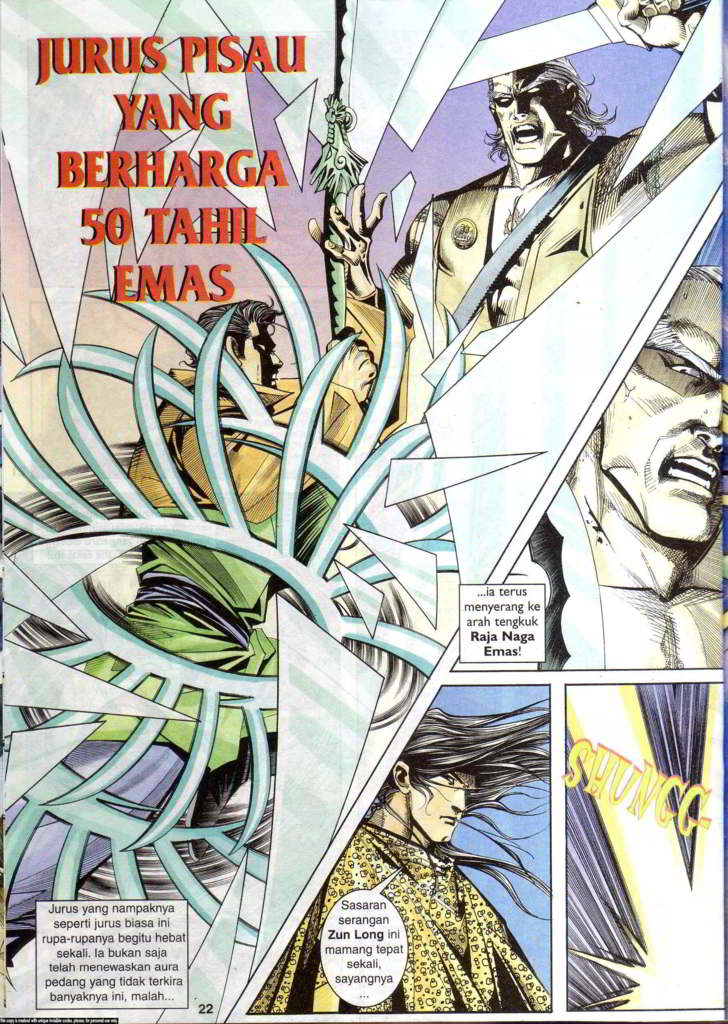 JURUS PISAU
YANG
BERHARGA
50 TAHIL
EMAS
...ia terus
menyerang ke
arah tengkuk
Raja Naga
Emas!
SHUNGG-
Jurus yang nampaknya
seperti jurus biasa ini
rupa-rupanya begitu hebat
sekali. Ia bukan saja
telah menewaskan aura
pedang yang tidak terkira
banyaknya ini, malah...
Sasaran
serangan
Zun Long ini
mamang tepat
sekali,
sayangnya
...
22